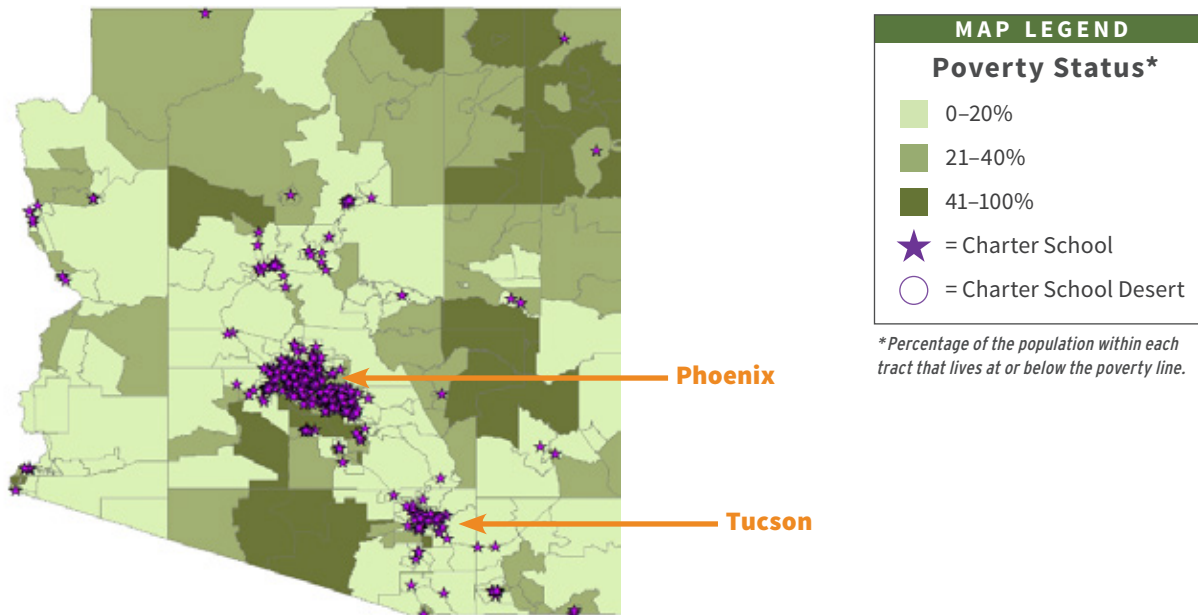 MAP LEGEND
Poverty Status*
0–20%
21–40%
41–100%
= Charter School
= Charter School Desert
*Percentage of the population within each
tract that lives at or below the poverty line.
Phoenix
Tucson